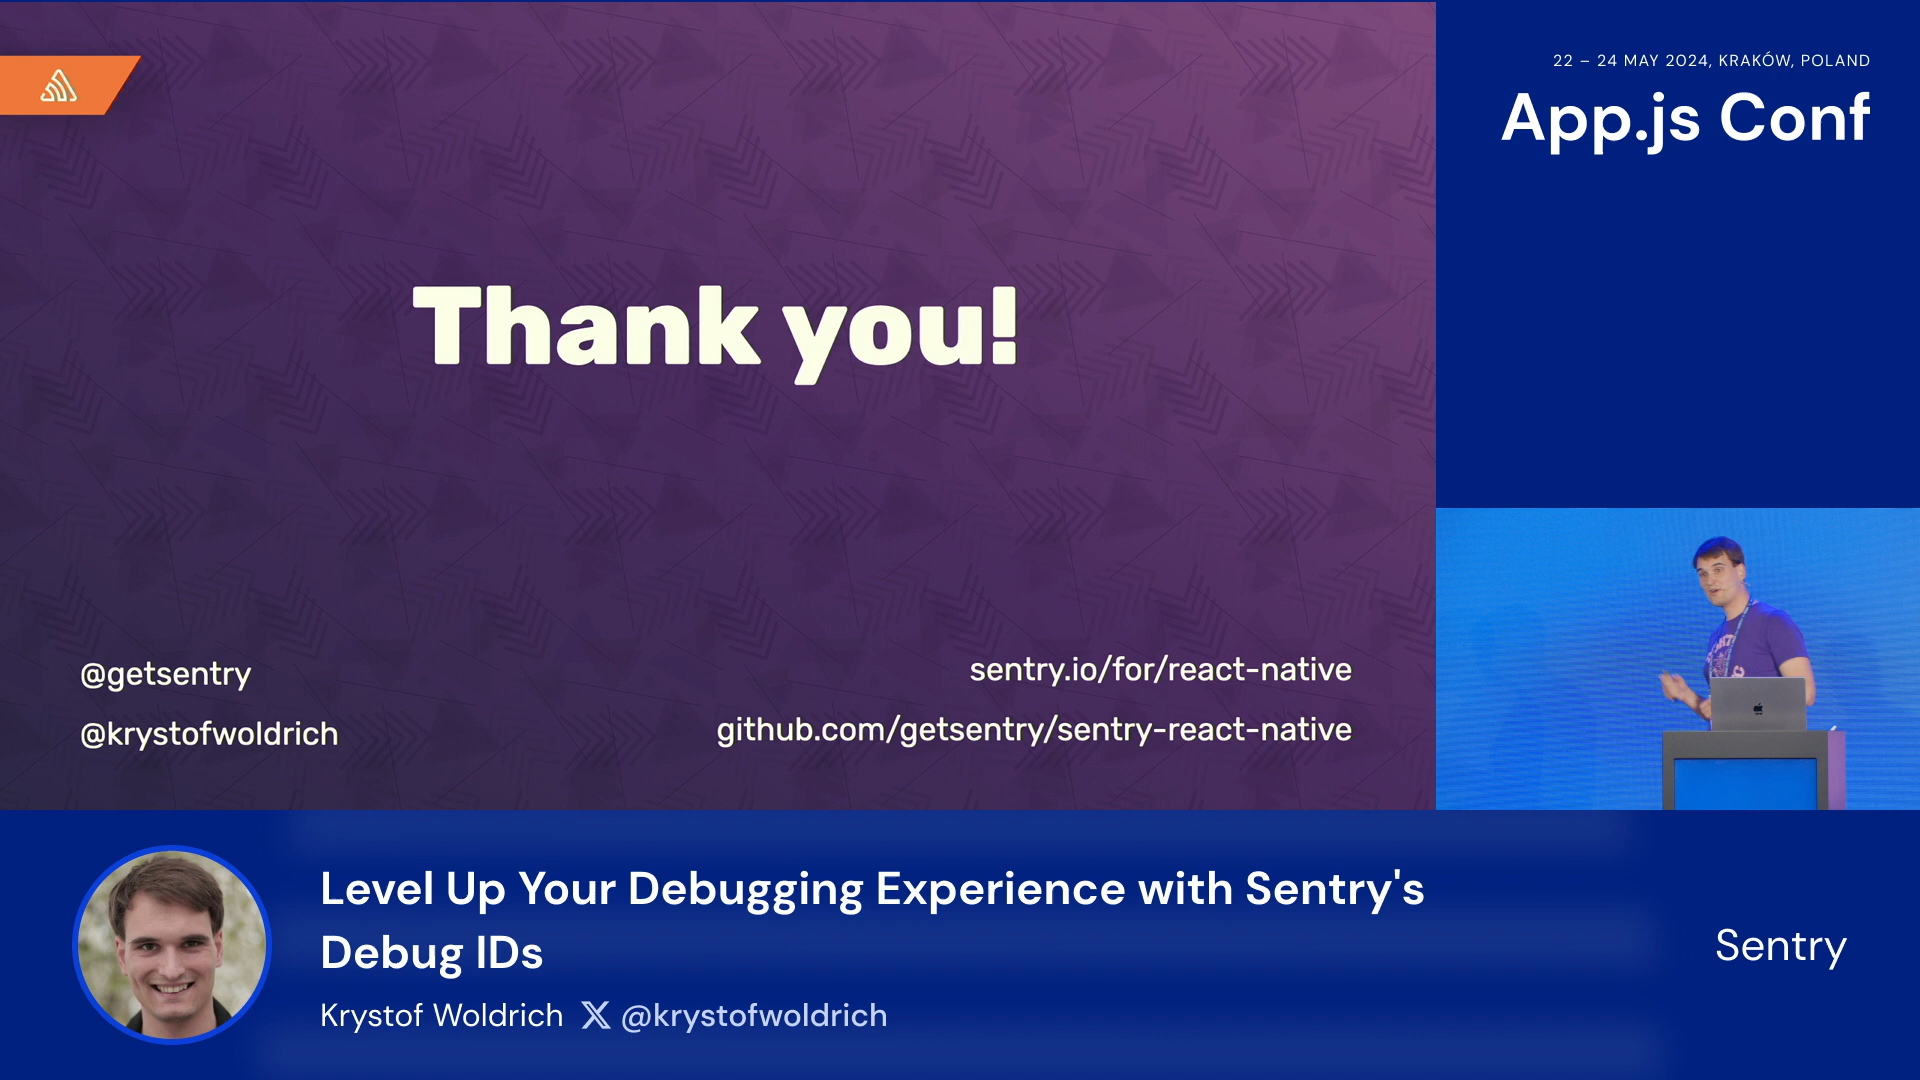 22 – 24 MAY 2024, KRAKÓW, POLAND
App.js Conf
Thank you!
@getsentry
@krystofwoldrich
sentry.io/for/react-native
github.com/getsentry/sentry-react-native
Level Up Your Debugging Experience with Sentry's
Debug IDs
Krystof Woldrich X @krystofwoldrich
Sentry